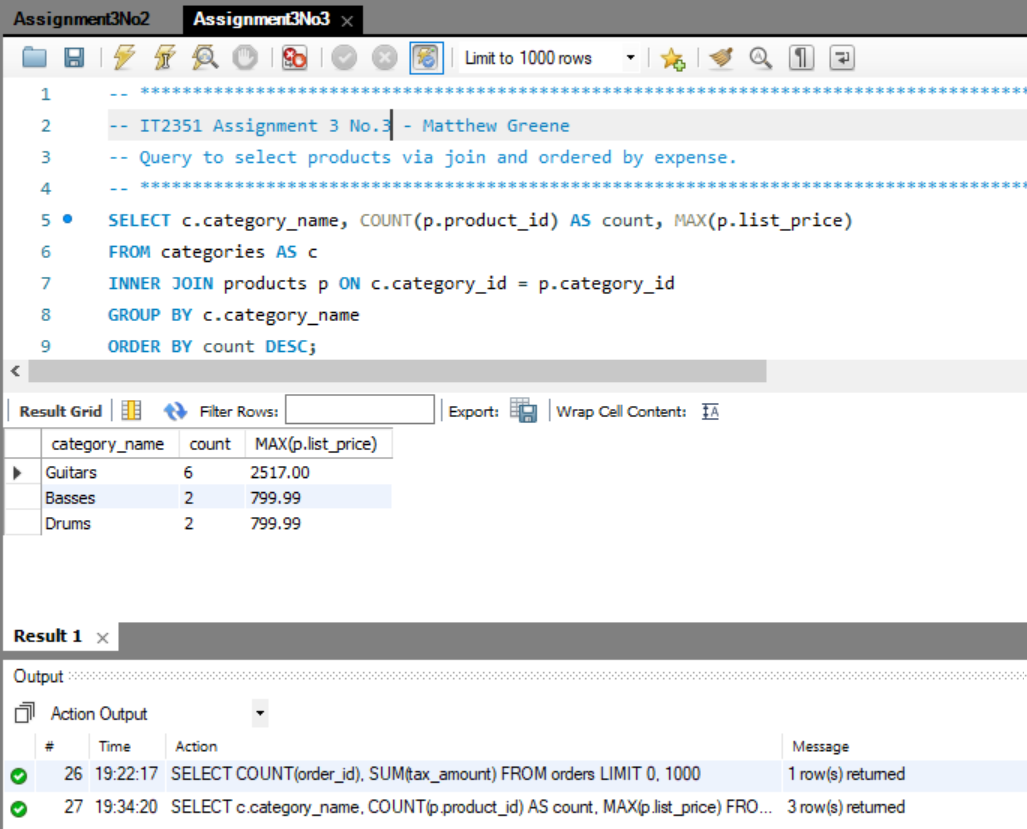 Assignment3No2 Assignment3No3
Limit to 1000 rows
1 -- ************************************************************************************
2 -- IT2351 Assignment 3 No.3 - Matthew Greene
3 -- Query to select products via join and ordered by expense.
4 -- ************************************************************************************
5 SELECT c.category_name, COUNT(p.product_id) AS count, MAX(p.list_price)
6 FROM categories AS c
7 INNER JOIN products p ON c.category_id = p.category_id
8 GROUP BY c.category_name
9 ORDER BY count DESC;
Result Grid Filter Rows: Export: Wrap Cell Content: IA
category_name count MAX(p.list_price)
Guitars 6 2517.00
Basses 2 799.99
Drums 2 799.99
Result 1
Output
Action Output
# Time Action Message
26 19:22:17 SELECT COUNT(order_id), SUM(tax_amount) FROM orders LIMIT 0, 1000 1 row(s) returned
27 19:34:20 SELECT c.category_name, COUNT(p.product_id) AS count, MAX(p.list_price) FRO... 3 row(s) returned